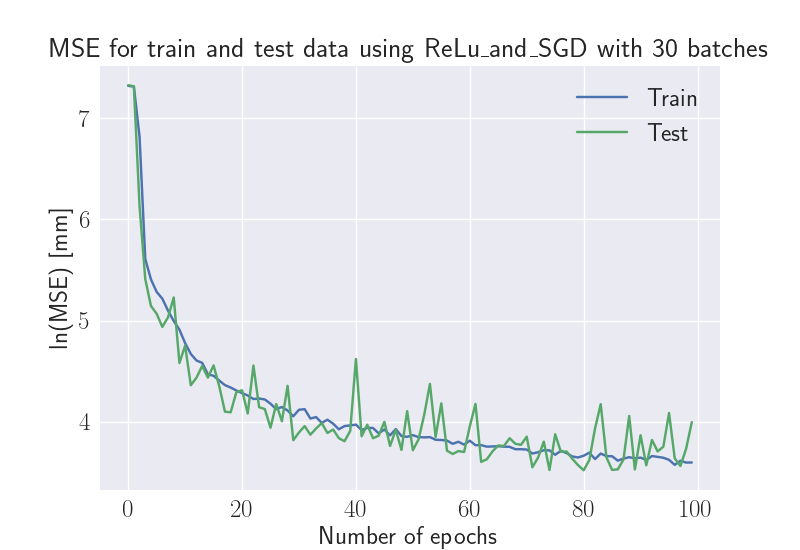 MSE for train and test data using ReLu_and_SGD with 30 batches
Train
Test
7
6
5
4
ln(MSE) [mm]
0 20 40 60 80 100
Number of epochs